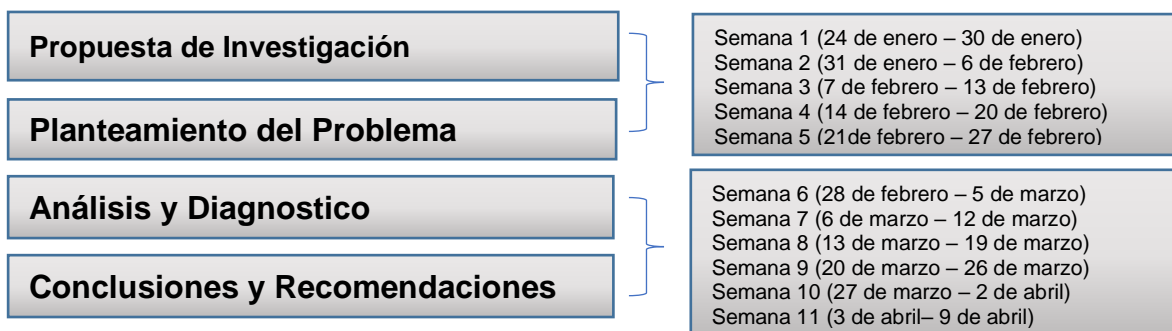 Propuesta de Investigación
Planteamiento del Problema
Semana 1 (24 de enero – 30 de enero)
Semana 2 (31 de enero – 6 de febrero)
Semana 3 (7 de febrero – 13 de febrero)
Semana 4 (14 de febrero – 20 de febrero)
Semana 5 (21de febrero – 27 de febrero)
Análisis y Diagnostico
Conclusiones y Recomendaciones
Semana 6 (28 de febrero – 5 de marzo)
Semana 7 (6 de marzo – 12 de marzo)
Semana 8 (13 de marzo – 19 de marzo)
Semana 9 (20 de marzo – 26 de marzo)
Semana 10 (27 de marzo – 2 de abril)
Semana 11 (3 de abril– 9 de abril)